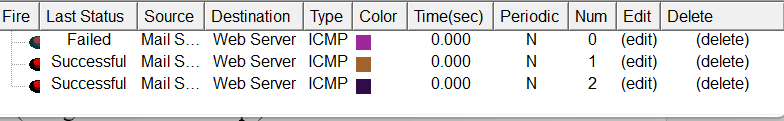 Fire Last Status Source Destination Type Color Time(sec) Periodic Num Edit Delete
Failed Mail S... Web Server ICMP 0.000 N 0 (edit) (delete)
Successful Mail S... Web Server ICMP 0.000 N 1 (edit) (delete)
Successful Mail S... Web Server ICMP 0.000 N 2 (edit) (delete)